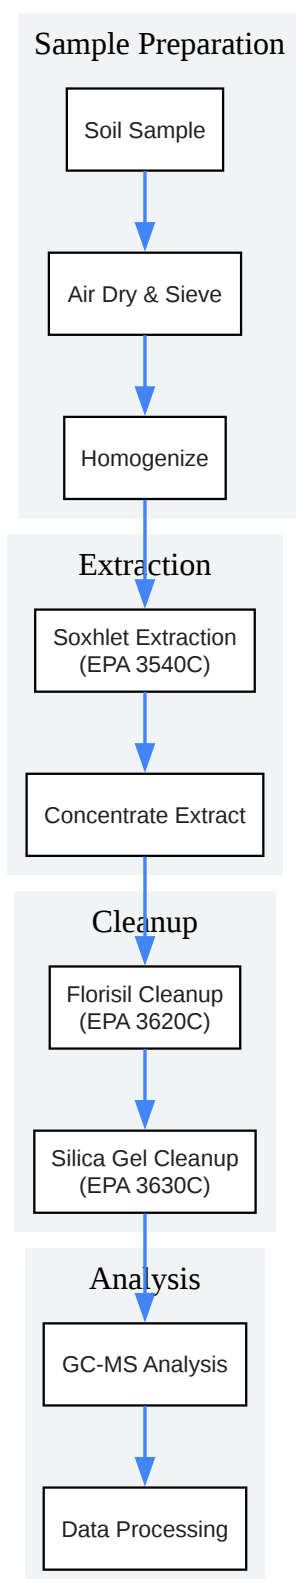 Sample Preparation
Soil Sample
Air Dry & Sieve
Homogenize
Extraction
Soxhlet Extraction
(EPA 3540C)
Concentrate Extract
Cleanup
Florisil Cleanup
(EPA 3620C)
Silica Gel Cleanup
(EPA 3630C)
Analysis
GC-MS Analysis
Data Processing